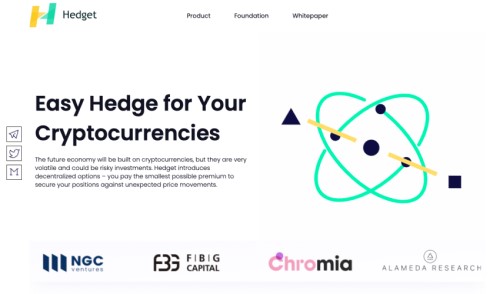 Hedget
Product Foundation Whitepaper
Easy Hedge for Your
Cryptocurrencies
The future economy will be built on cryptocurrencies, but they are very
volatile and could be risky investments. Hedget introduces
decentralized options – you pay the smallest possible premium to
secure your positions against unexpected price movements.
NGC
ventures
FBG
CAPITAL
Chromia
ALAMEDA RESEARCH